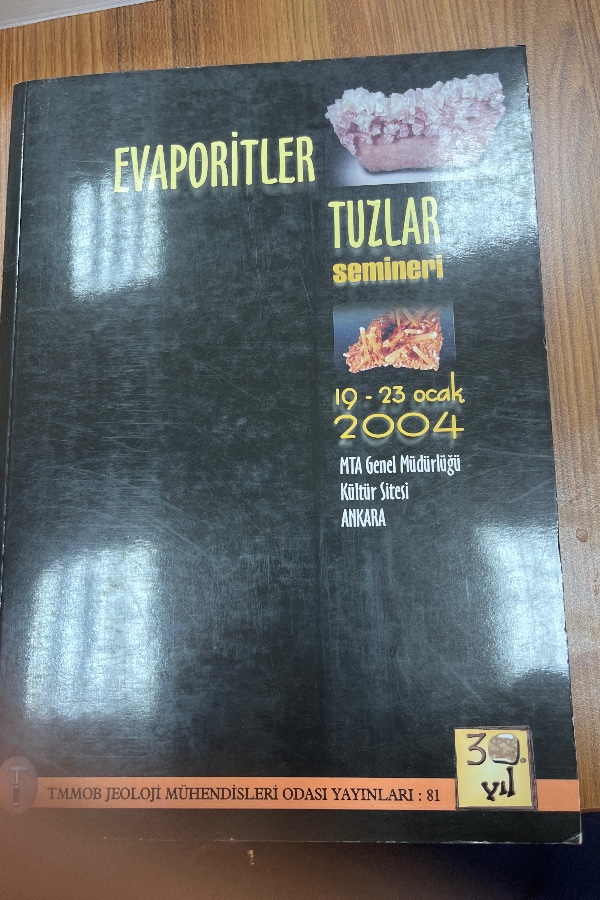 EVAPORİTLER
TUZLAR
semineri
19 - 23 ocak
2004
MTA Genel Müdürlüğü
Kültür Sitesi
ANKARA
30.
yıl
TMMOB JEOLOJİ MÜHENDİSLERİ ODASI YAYINLARI : 81